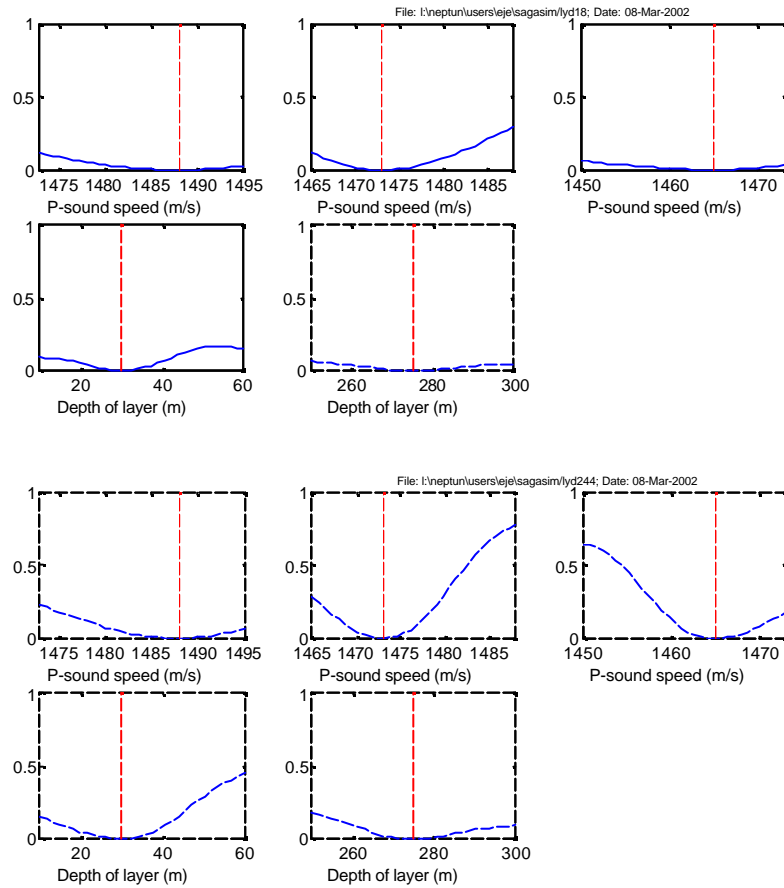 File: I:\neptun\users\eje\sagasim/lyd18; Date: 08-Mar-2002
1
0.5
0
1475 1480 1485 1490 1495
P-sound speed (m/s)
1
0.5
0
1465 1470 1475 1480 1485
P-sound speed (m/s)
1
0.5
0
1450 1460 1470
P-sound speed (m/s)
1
0.5
0
20 40 60
Depth of layer (m)
1
0.5
0
260 280 300
Depth of layer (m)
File: I:\neptun\users\eje\sagasim/lyd244; Date: 08-Mar-2002
1
0.5
0
1475 1480 1485 1490 1495
P-sound speed (m/s)
1
0.5
0
1465 1470 1475 1480 1485
P-sound speed (m/s)
1
0.5
0
1450 1460 1470
P-sound speed (m/s)
1
0.5
0
20 40 60
Depth of layer (m)
1
0.5
0
260 280 300
Depth of layer (m)